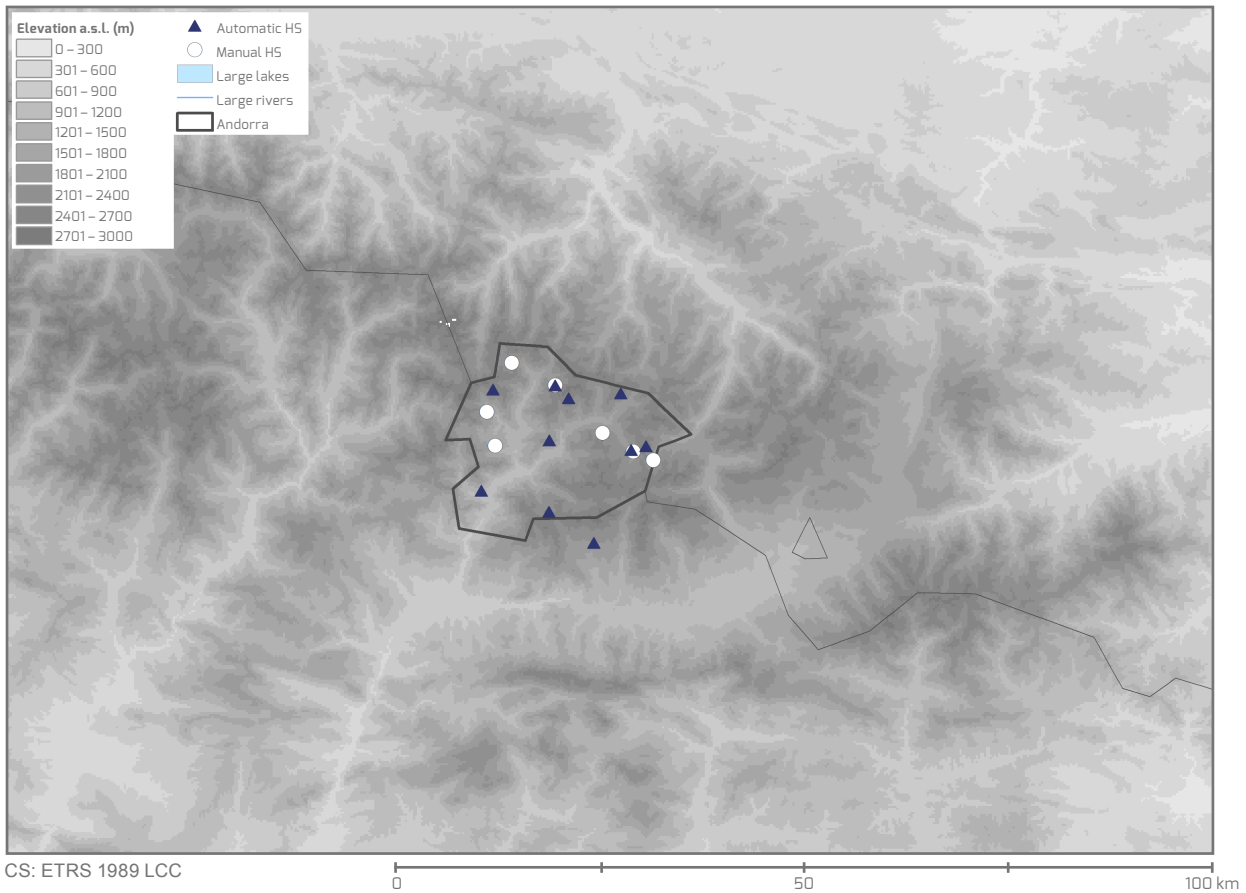 Elevation a.s.l. (m)
0 – 300
301 – 600
601 – 900
901 – 1200
1201 – 1500
1501 – 1800
1801 – 2100
2101 – 2400
2401 – 2700
2701 – 3000
Automatic HS
Manual HS
Large lakes
Large rivers
Andorra
CS: ETRS 1989 LCC
0
50
100 km